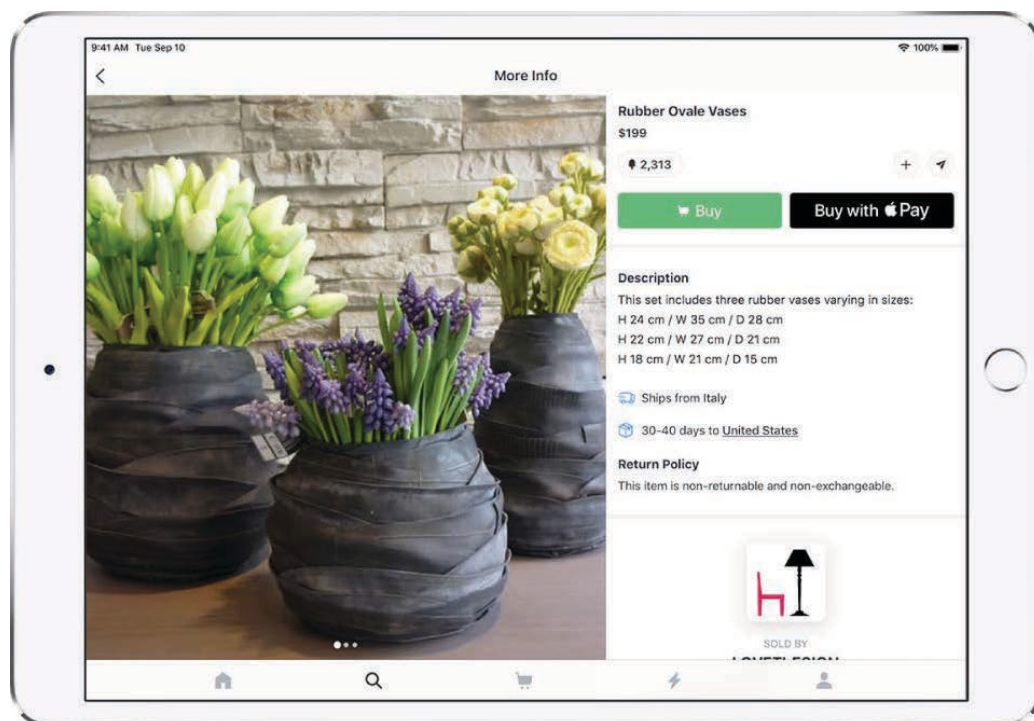 9:41 AM Tue Sep 10
100%
More Info
Rubber Ovale Vases
$199
2,313
Buy
Buy with Pay
Description
This set includes three rubber vases varying in sizes:
H 24 cm / W 35 cm / D 28 cm
H 22 cm / W 27 cm / D 21 cm
H 18 cm / W 21 cm / D 15 cm
Ships from Italy
30-40 days to United States
Return Policy
This item is non-returnable and non-exchangeable.
SOLD BY